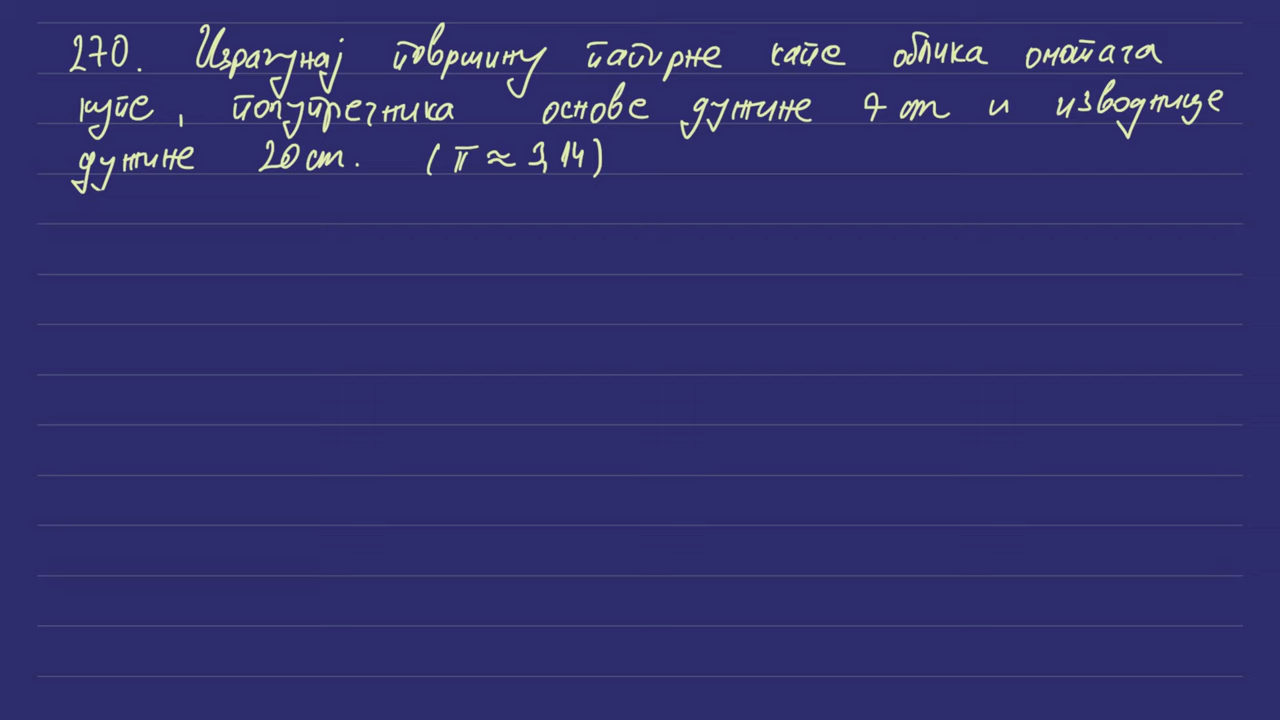 270. Израчунај површину папирне капе облика омотача
купе, полупречника основе дужине 7 cm и изводнице
дужине 20 cm. (π ≈ 3,14)